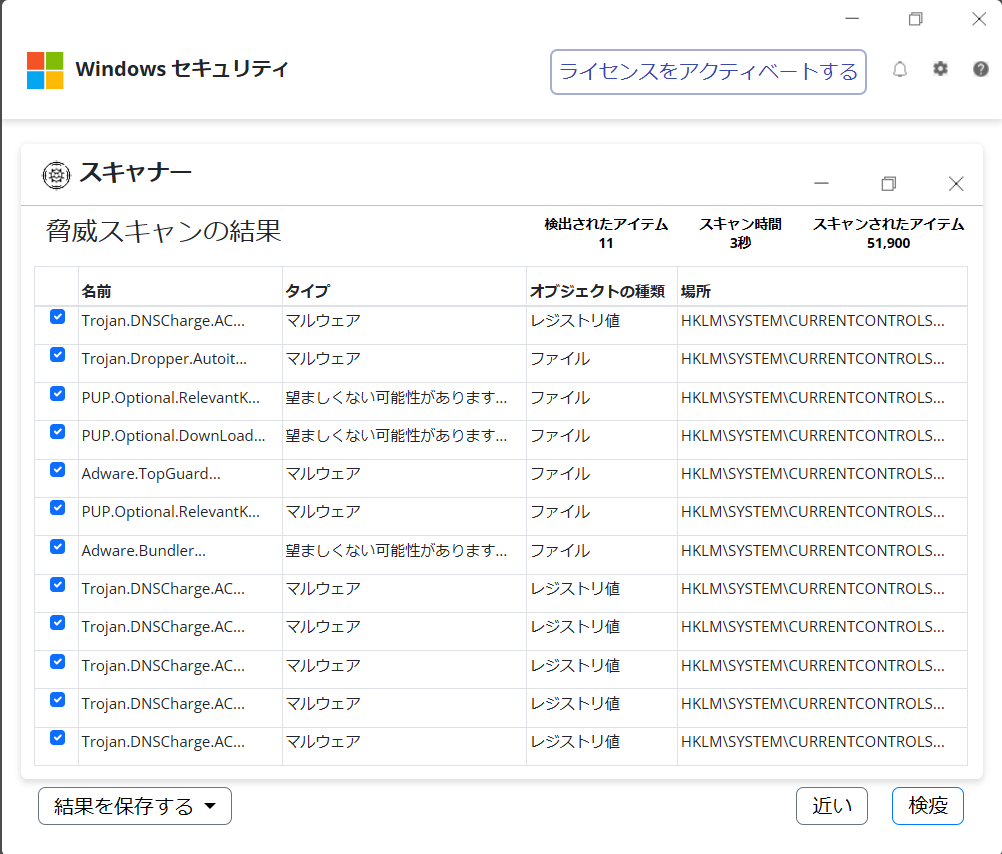 Windows セキュリティ
ライセンスをアクティベートする
スキャナー
脅威スキャンの結果
検出されたアイテム スキャン時間 スキャンされたアイテム
11 3秒 51,900
名前 タイプ オブジェクトの種類 場所
Trojan.DNSCharge.AC... マルウェア レジストリ値 HKLM\SYSTEM\CURRENTCONTROLS...
Trojan.Dropper.Autoit... マルウェア ファイル HKLM\SYSTEM\CURRENTCONTROLS...
PUP.Optional.RelevantK... 望ましくない可能性があります... ファイル HKLM\SYSTEM\CURRENTCONTROLS...
PUP.Optional.DownLoad... 望ましくない可能性があります... ファイル HKLM\SYSTEM\CURRENTCONTROLS...
Adware.TopGuard... マルウェア ファイル HKLM\SYSTEM\CURRENTCONTROLS...
PUP.Optional.RelevantK... マルウェア ファイル HKLM\SYSTEM\CURRENTCONTROLS...
Adware.Bundler... 望ましくない可能性があります... ファイル HKLM\SYSTEM\CURRENTCONTROLS...
Trojan.DNSCharge.AC... マルウェア レジストリ値 HKLM\SYSTEM\CURRENTCONTROLS...
Trojan.DNSCharge.AC... マルウェア レジストリ値 HKLM\SYSTEM\CURRENTCONTROLS...
Trojan.DNSCharge.AC... マルウェア レジストリ値 HKLM\SYSTEM\CURRENTCONTROLS...
Trojan.DNSCharge.AC... マルウェア レジストリ値 HKLM\SYSTEM\CURRENTCONTROLS...
Trojan.DNSCharge.AC... マルウェア レジストリ値 HKLM\SYSTEM\CURRENTCONTROLS...
結果を保存する 近い 検疫